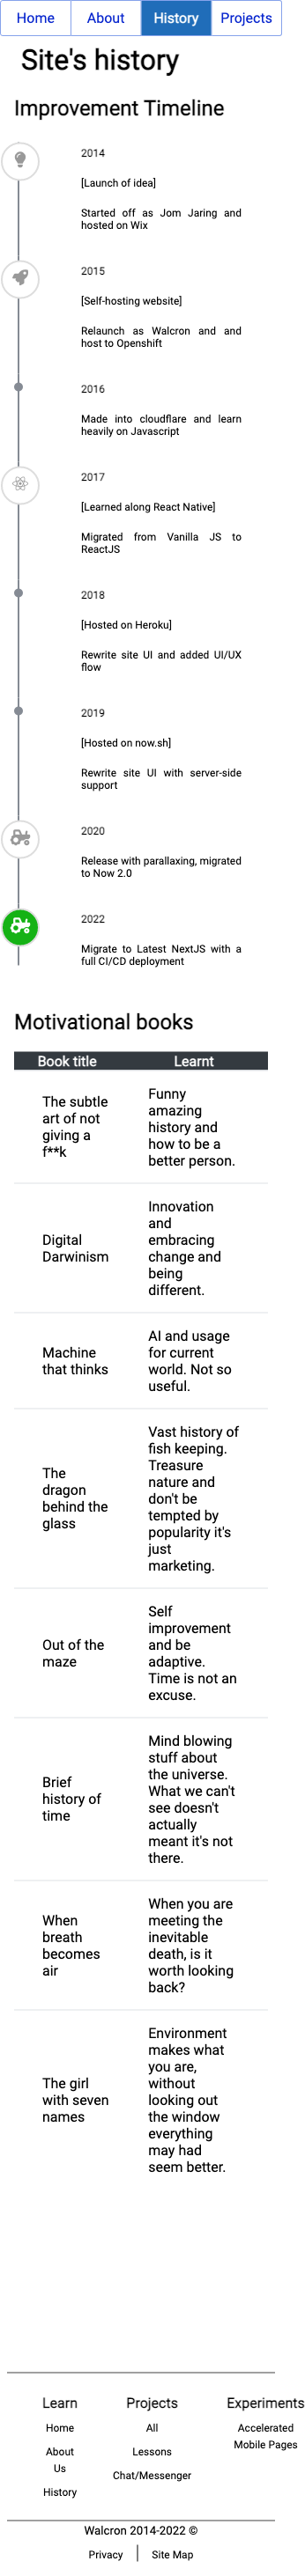 Home About History Projects
Site's history
Improvement Timeline
2014
[Launch of idea]
Started off as Jom Jaring and
hosted on Wix
2015
[Self-hosting website]
Relaunch as Walcron and and
host to Openshift
2016
Made into cloudflare and learn
heavily on Javascript
2017
[Learned along React Native]
Migrated from Vanilla JS to
ReactJS
2018
[Hosted on Heroku]
Rewrite site UI and added UI/UX
flow
2019
[Hosted on now.sh]
Rewrite site UI with server-side
support
2020
Release with parallaxing, migrated
to Now 2.0
2022
Migrate to Latest NextJS with a
full CI/CD deployment
Motivational books
Book title Learnt
The subtle
art of not
giving a
f**k
Funny
amazing
history and
how to be a
better person.
Digital
Darwinism
Innovation
and
embracing
change and
being
different.
Machine
that thinks
AI and usage
for current
world. Not so
useful.
The
dragon
behind the
glass
Vast history of
fish keeping.
Treasure
nature and
don't be
tempted by
popularity it's
just
marketing.
Out of the
maze
Self
improvement
and be
adaptive.
Time is not an
excuse.
Brief
history of
time
Mind blowing
stuff about
the universe.
What we can't
see doesn't
actually
meant it's not
there.
When
breath
becomes
air
When you are
meeting the
inevitable
death, is it
worth looking
back?
The girl
with seven
names
Environment
makes what
you are,
without
looking out
the window
everything
may had
seem better.
Learn
Home
About
Us
History
Projects
All
Lessons
Chat/Messenger
Experiments
Accelerated
Mobile Pages
Walcron 2014-2022 ©
Privacy | Site Map